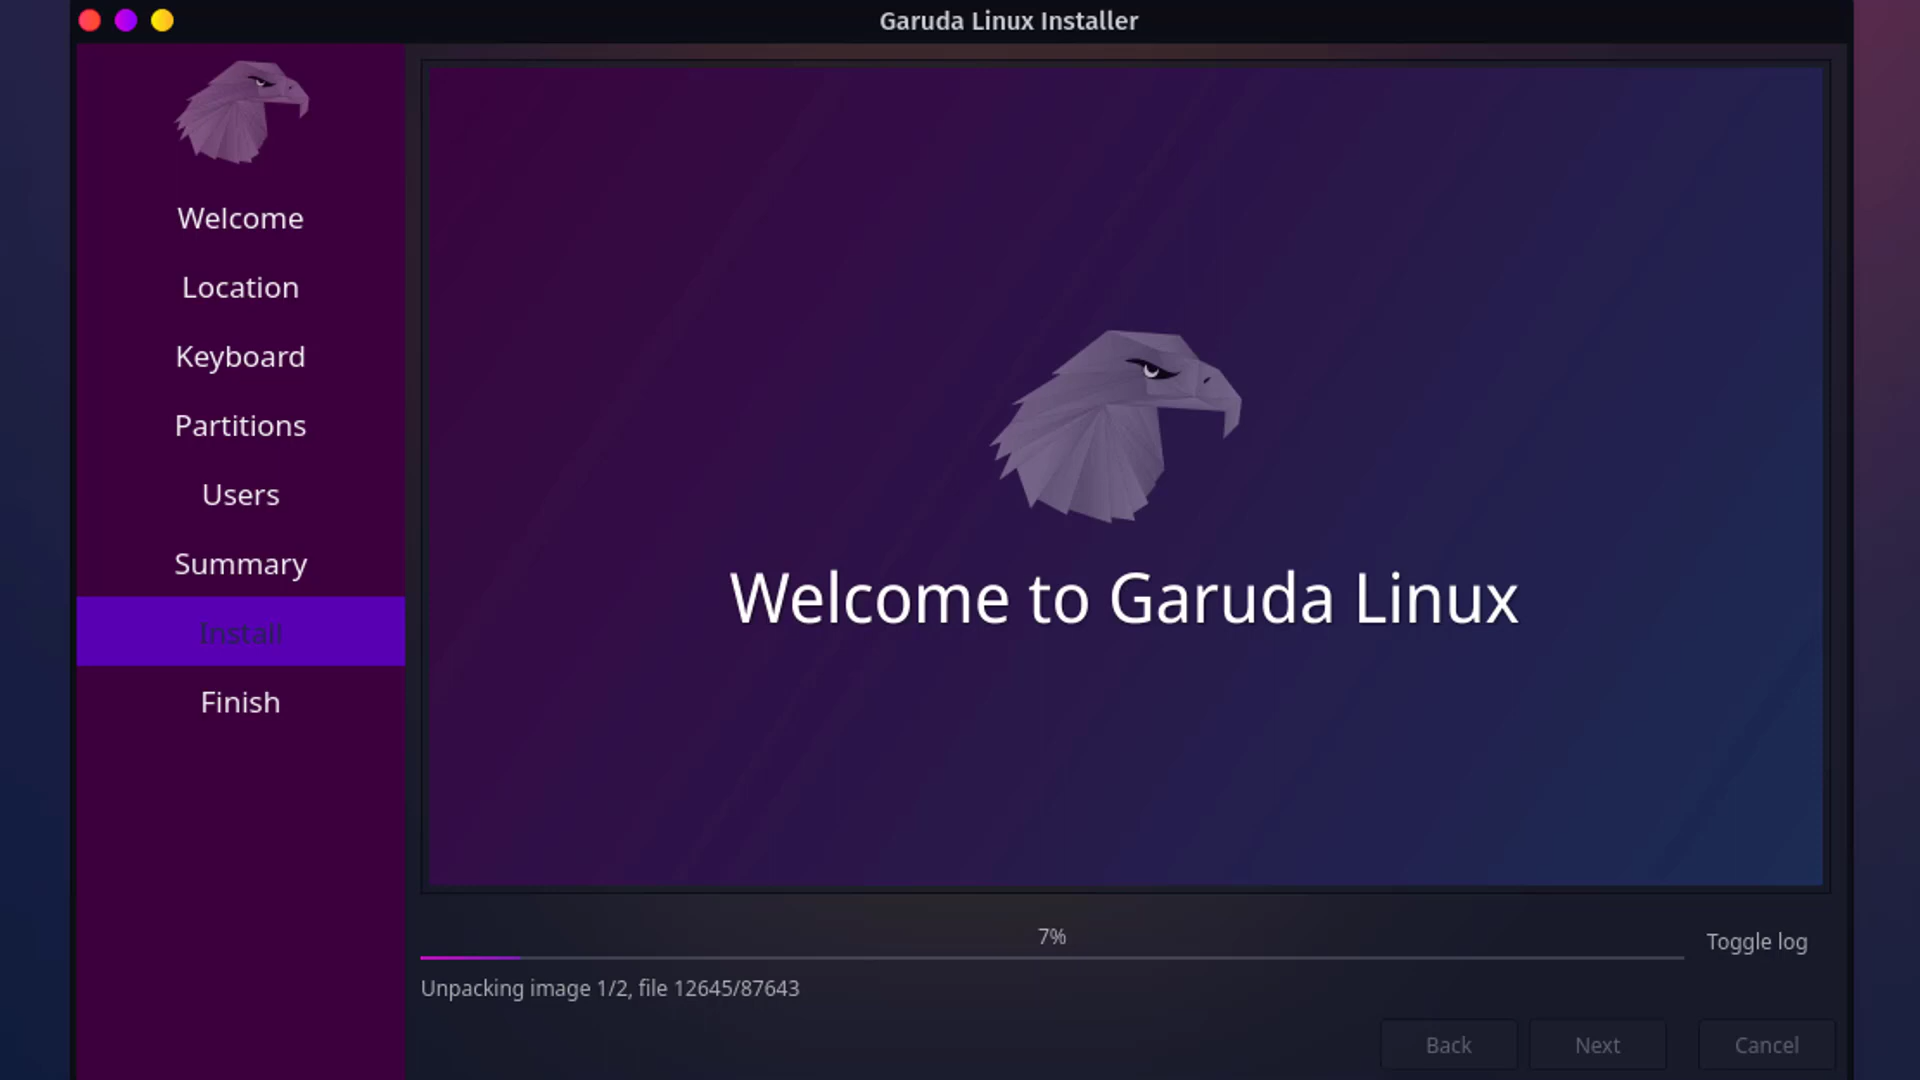 Garuda Linux Installer
Welcome
Location
Keyboard
Partitions
Users
Summary
Install
Finish
Welcome to Garuda Linux
7%
Toggle log
Unpacking image 1/2, file 12645/87643
Back
Next
Cancel